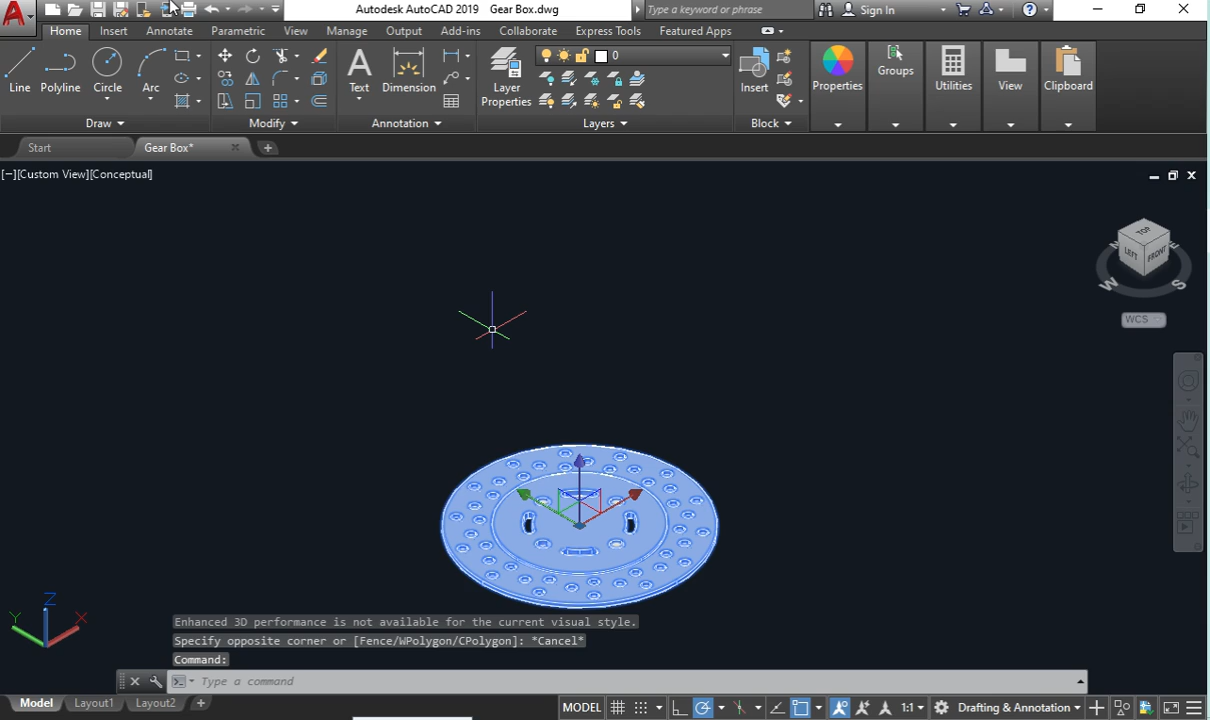 Autodesk AutoCAD 2019 Gear Box.dwg
Type a keyword or phrase
Sign In
Home Insert Annotate Parametric View Manage Output Add-ins Collaborate Express Tools Featured Apps
0
Line Polyline Circle Arc
Text Dimension
Layer
Properties
Insert
Properties
Groups
Utilities
View
Clipboard
Draw Modify Annotation Layers Block
Start Gear Box*
[−][Custom View][Conceptual]
TOP
LEFT FRONT
W S
WCS
Z
Y X
Enhanced 3D performance is not available for the current visual style.
Specify opposite corner or [Fence/WPolygon/CPolygon]: *Cancel*
Command:
Type a command
Model Layout1 Layout2
MODEL 1:1 Drafting & Annotation